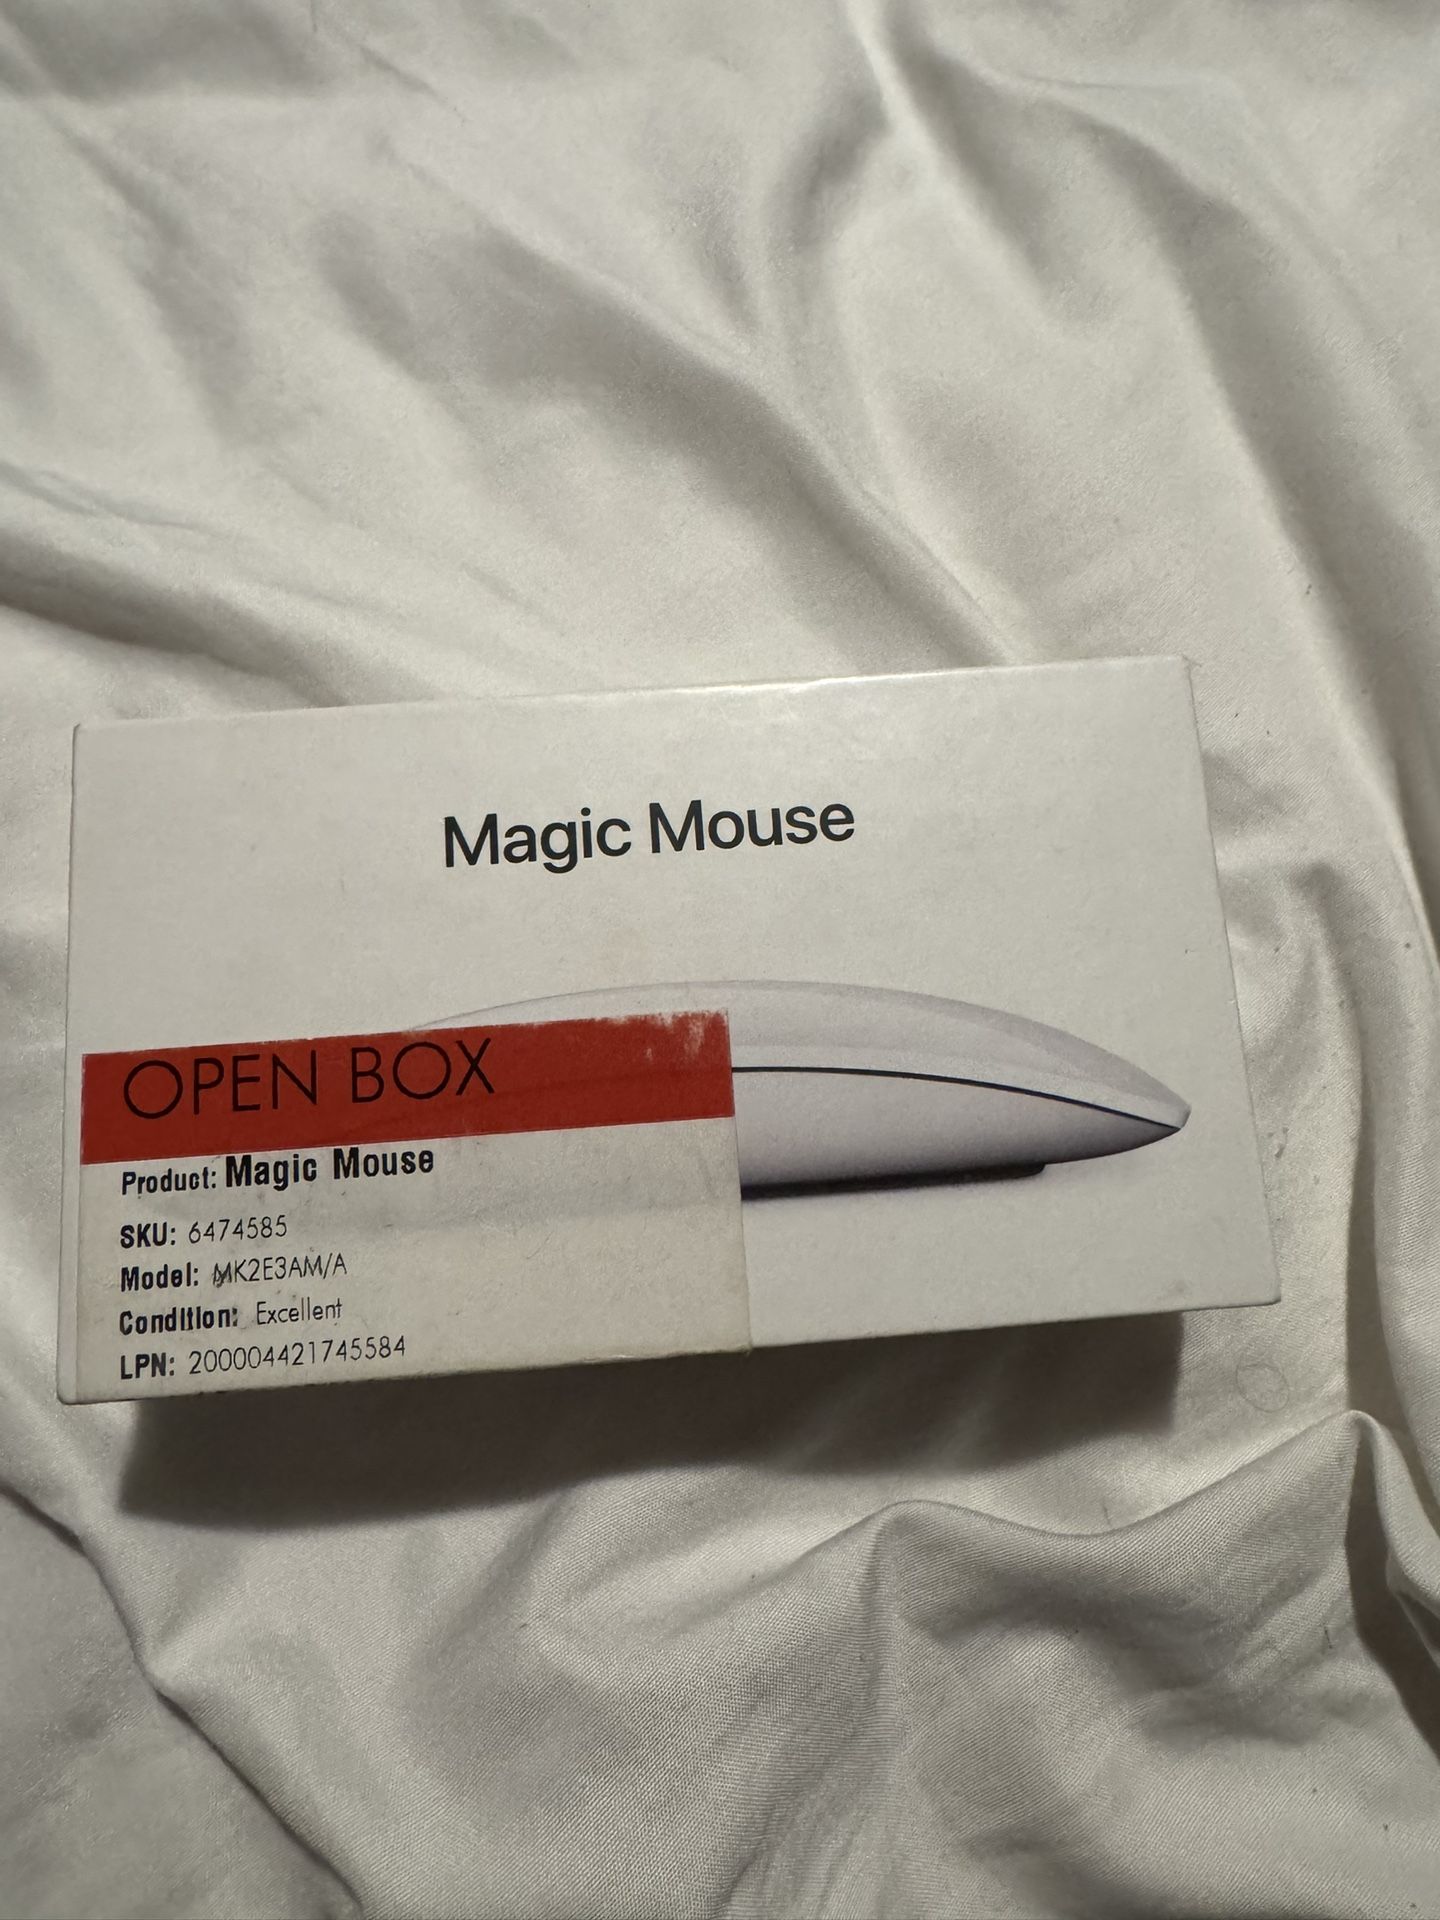 Magic Mouse
OPEN BOX
Product: Magic Mouse
SKU: 6474585
Model: MK2E3AM/A
Condition: Excellent
LPN: 200004421745584